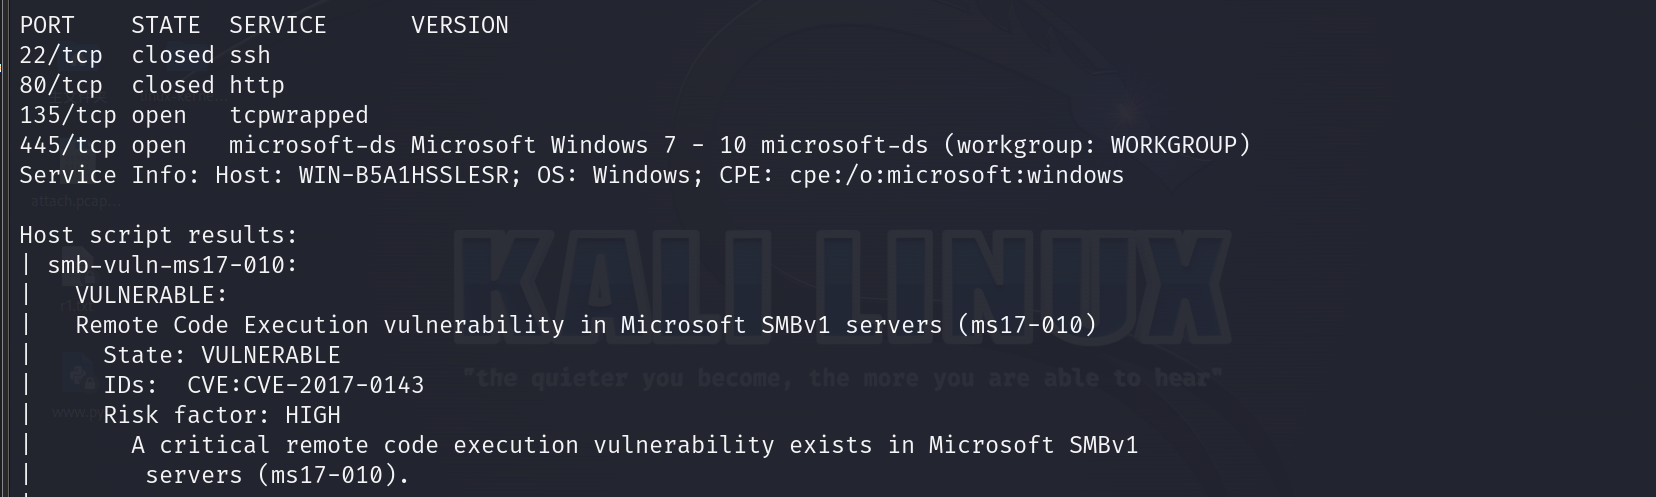 PORT    STATE  SERVICE      VERSION
22/tcp  closed ssh
80/tcp  closed http
135/tcp open   tcpwrapped
445/tcp open   microsoft-ds Microsoft Windows 7 - 10 microsoft-ds (workgroup: WORKGROUP)
Service Info: Host: WIN-B5A1HSSLESR; OS: Windows; CPE: cpe:/o:microsoft:windows
attach.pcap...
Host script results:
| smb-vuln-ms17-010:
|   VULNERABLE:
|   Remote Code Execution vulnerability in Microsoft SMBv1 servers (ms17-010)
|     State: VULNERABLE
|     IDs:  CVE:CVE-2017-0143
|     Risk factor: HIGH
|       A critical remote code execution vulnerability exists in Microsoft SMBv1
|        servers (ms17-010).
|
KALI LINUX
"the quieter you become, the more you are able to hear"